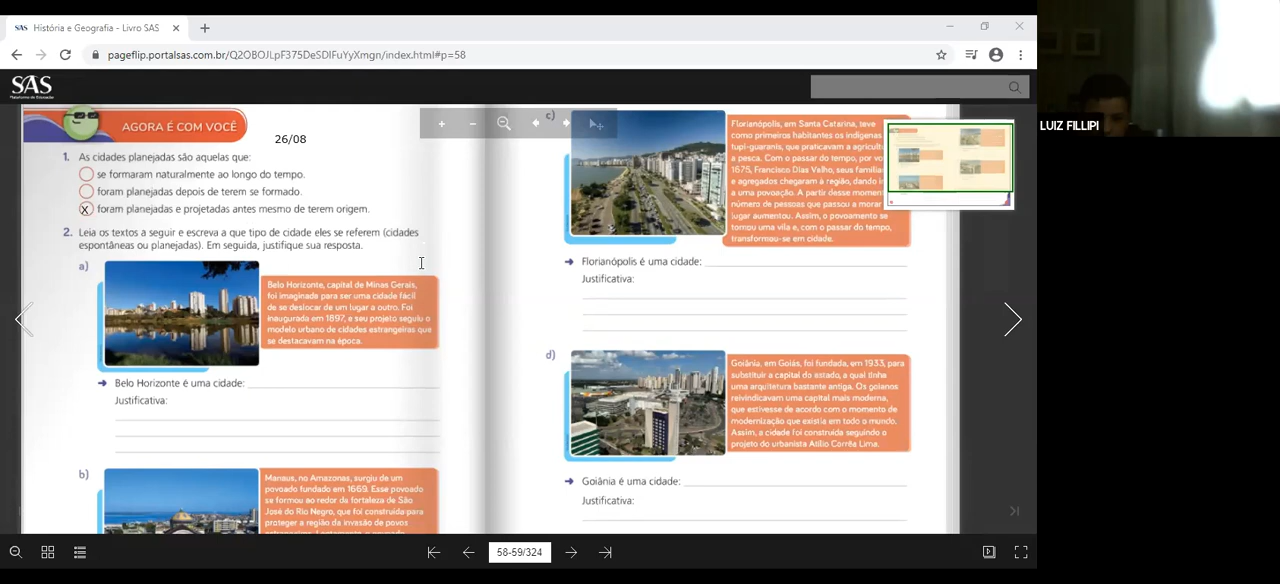 SAS História e Geografia - Livro SAS
pageflip.portalsas.com.br/Q2OBOJLpF375DeSDIFuYyXmgn/index.html#p=58
SAS
LUIZ FILLIPI
AGORA É COM VOCÊ
26/08
1. As cidades planejadas são aquelas que:
se formaram naturalmente ao longo do tempo.
foram planejadas depois de terem se formado.
X foram planejadas e projetadas antes mesmo de terem origem.
2. Leia os textos a seguir e escreva a que tipo de cidade eles se referem (cidades
espontâneas ou planejadas). Em seguida, justifique sua resposta.
a)
Belo Horizonte, capital de Minas Gerais,
foi imaginada para ser uma cidade fácil
de se deslocar de um lugar a outro. Foi
inaugurada em 1897, e seu projeto seguiu o
modelo urbano de cidades estrangeiras que
se destacavam na época.
Belo Horizonte é uma cidade:
Justificativa:
b)
Manaus, no Amazonas, surgiu de um
povoado fundado em 1669. Esse povoado
se formou ao redor da fortaleza de São
José do Rio Negro, que foi construída para
proteger a região da invasão de povos
c)
Florianópolis, em Santa Catarina, teve
como primeiros habitantes os indígenas
tupi-guaranis, que praticavam a
a pesca. Com o passar do tempo, por
1675, Francisco Dias Velho, seus
e agregados chegaram à região, dando
a uma povoação. A partir desse
número de pessoas que passou a
lugar aumentou. Assim, o povoamento se
tornou uma vila e, com o passar do tempo,
transformou-se em cidade.
Florianópolis é uma cidade:
Justificativa:
d)
Goiânia, em Goiás, foi fundada, em 1933, para
substituir a capital do estado, a qual tinha
uma arquitetura bastante antiga. Os goianos
reivindicavam uma capital mais moderna,
que estivesse de acordo com o momento de
modernização que existia em todo o mundo.
Assim, a cidade foi construída seguindo o
projeto do urbanista Atílio Corrêa Lima.
Goiânia é uma cidade:
Justificativa:
58-59/324